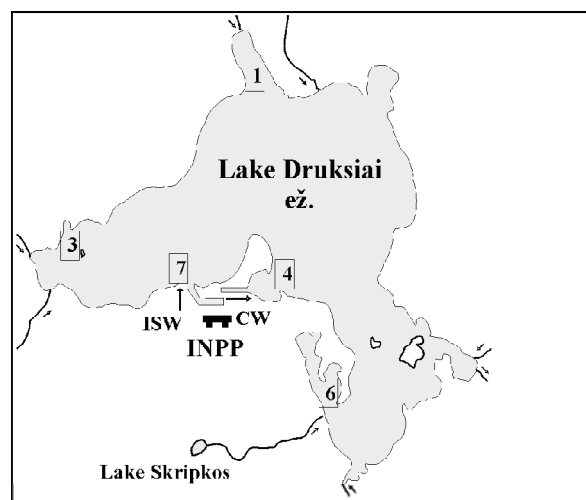 1
Lake Druksiai
ež.
3
7
4
ISW
CW
INPP
6
Lake Skripkos